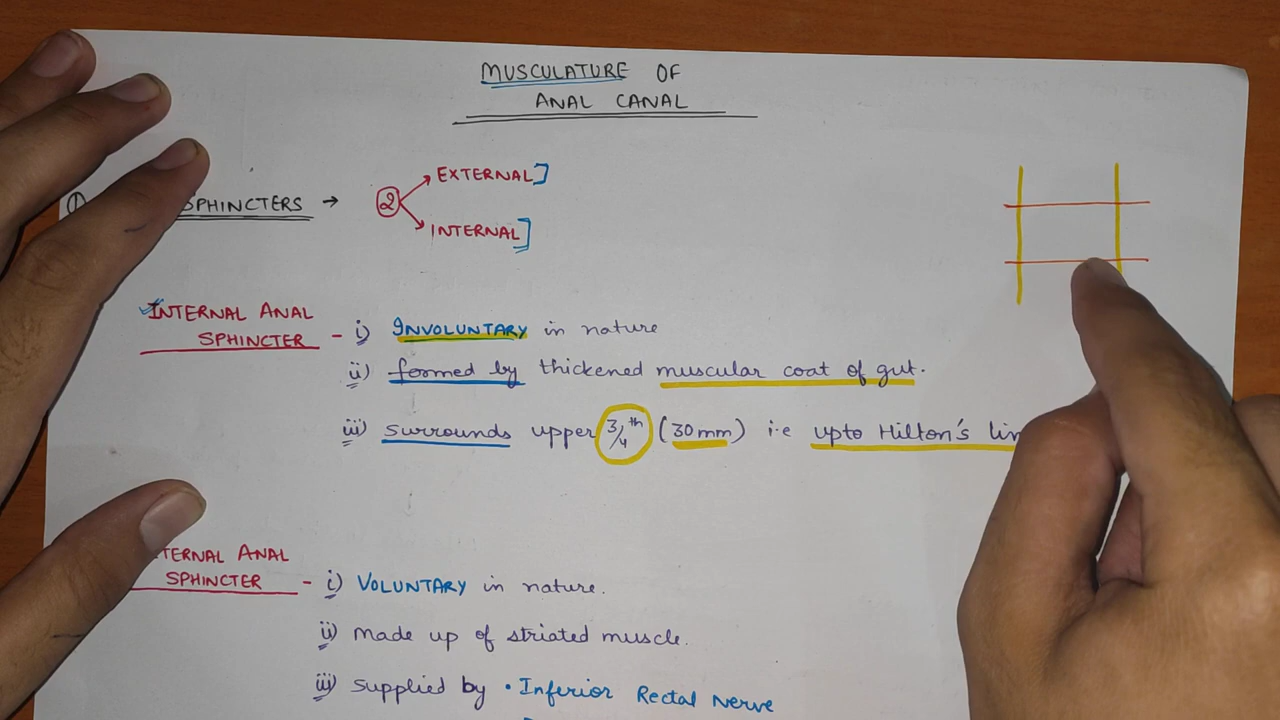 MUSCULATURE OF
ANAL CANAL
① SPHINCTERS → ② EXTERNAL]
INTERNAL]
INTERNAL ANAL
SPHINCTER - i) INVOLUNTARY in nature
ii) formed by thickened muscular coat of gut.
iii) surrounds upper 3/4th (30mm) i.e upto Hilton's
TERNAL ANAL
SPHINCTER - i) VOLUNTARY in nature.
ii) made up of striated muscle.
iii) supplied by • Inferior Rectal nerve